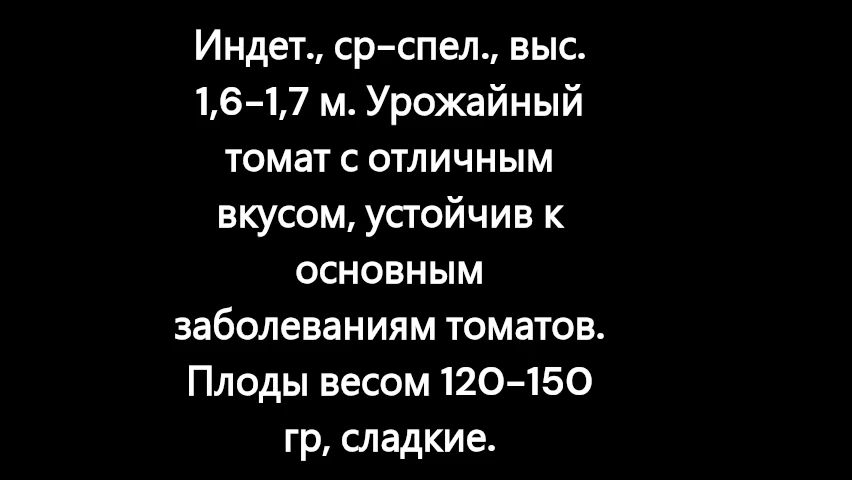 Индет., ср-спел., выс.
1,6-1,7 м. Урожайный
томат с отличным
вкусом, устойчив к
основным
заболеваниям томатов.
Плоды весом 120-150
гр, сладкие.